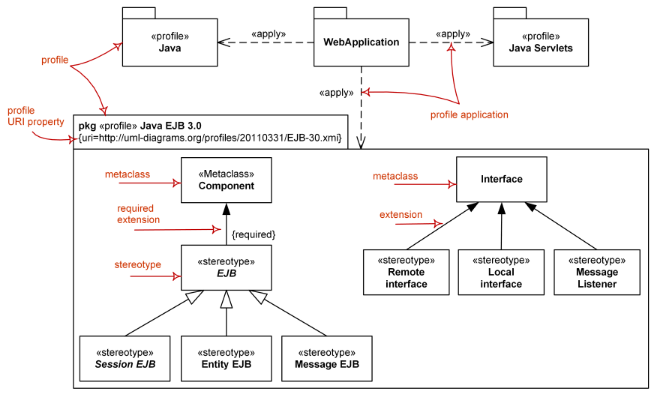 «profile»
Java
«apply»
WebApplication
«apply»
«profile»
Java Servlets
profile
«apply»
profile application
profile
URI property
pkg «profile» Java EJB 3.0
{uri=http://uml-diagrams.org/profiles/20110331/EJB-30.xmi}
metaclass
«Metaclass»
Component
metaclass
Interface
required
extension
{required}
extension
stereotype
«stereotype»
EJB
«stereotype»
Remote
interface
«stereotype»
Local
interface
«stereotype»
Message
Listener
«stereotype»
Session EJB
«stereotype»
Entity EJB
«stereotype»
Message EJB